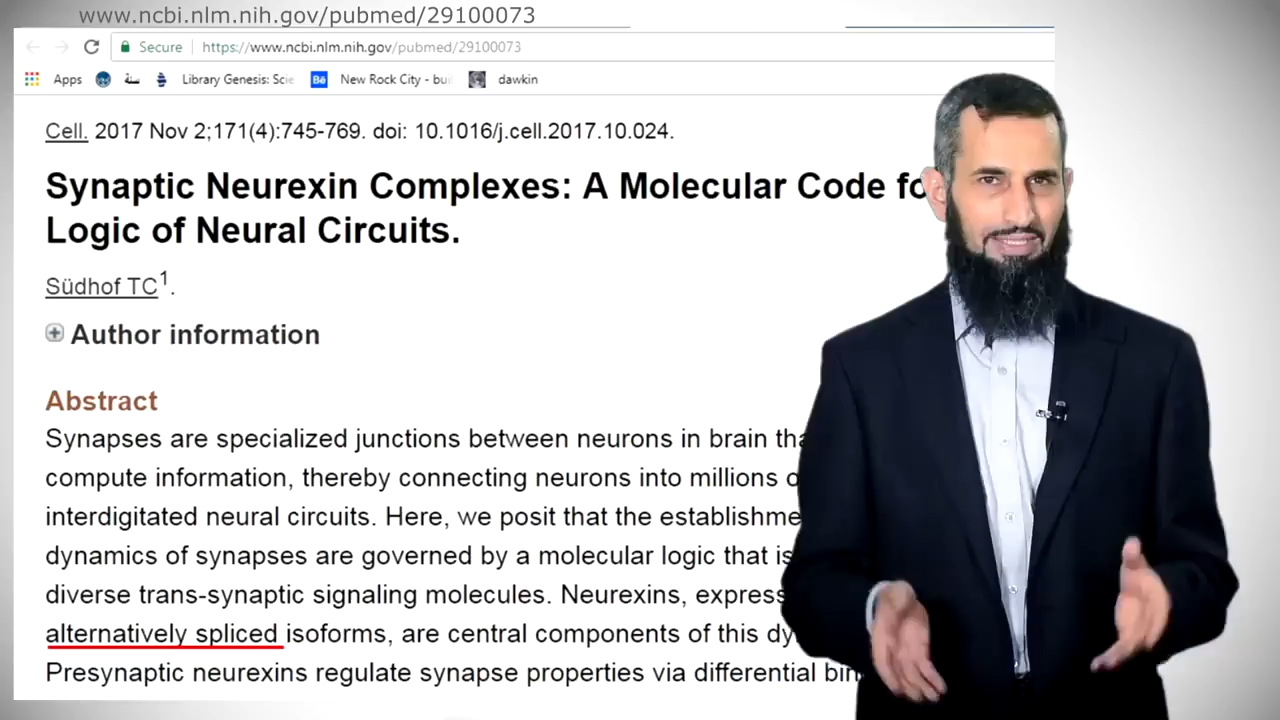 www.ncbi.nlm.nih.gov/pubmed/29100073
Secure https://www.ncbi.nlm.nih.gov/pubmed/29100073
Apps سنة Library Genesis: Scie Bē New Rock City - bui dawkin
Cell. 2017 Nov 2;171(4):745-769. doi: 10.1016/j.cell.2017.10.024.
Synaptic Neurexin Complexes: A Molecular Code fo
Logic of Neural Circuits.
Südhof TC1.
Author information
Abstract
Synapses are specialized junctions between neurons in brain tha
compute information, thereby connecting neurons into millions o
interdigitated neural circuits. Here, we posit that the establishme
dynamics of synapses are governed by a molecular logic that is
diverse trans-synaptic signaling molecules. Neurexins, express
alternatively spliced isoforms, are central components of this dy
Presynaptic neurexins regulate synapse properties via differential bin